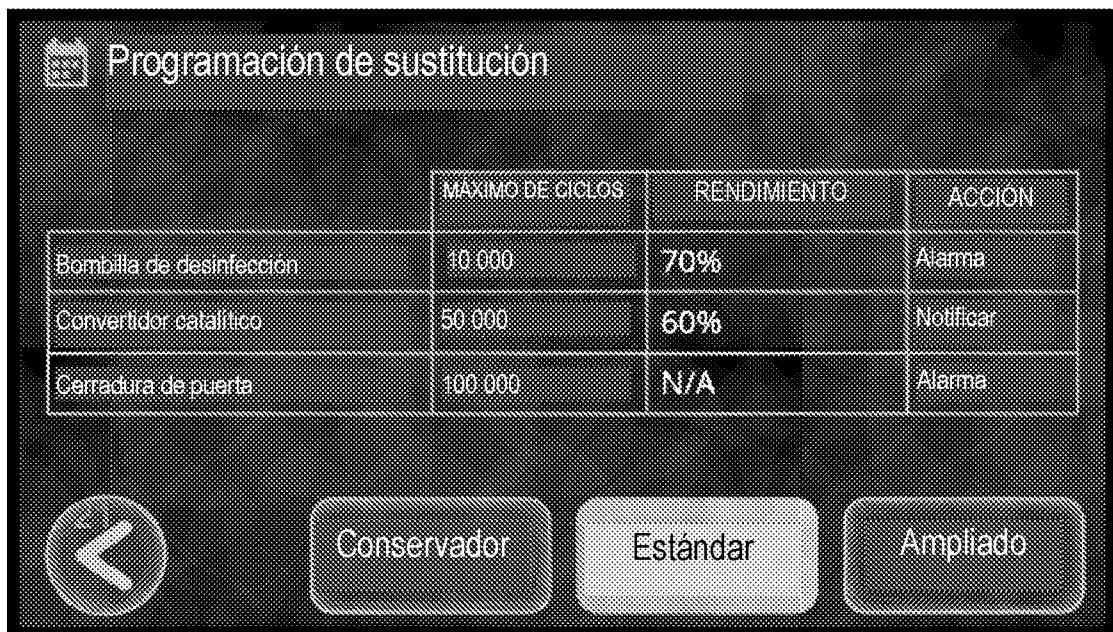 Programación de sustitución
MÁXIMO DE CICLOS RENDIMIENTO ACCIÓN
Bombilla de desinfección 10 000 70% Alarma
Convertidor catalítico 50 000 60% Notificar
Cerradura de puerta 100 000 N/A Alarma
Conservador Estándar Ampliado